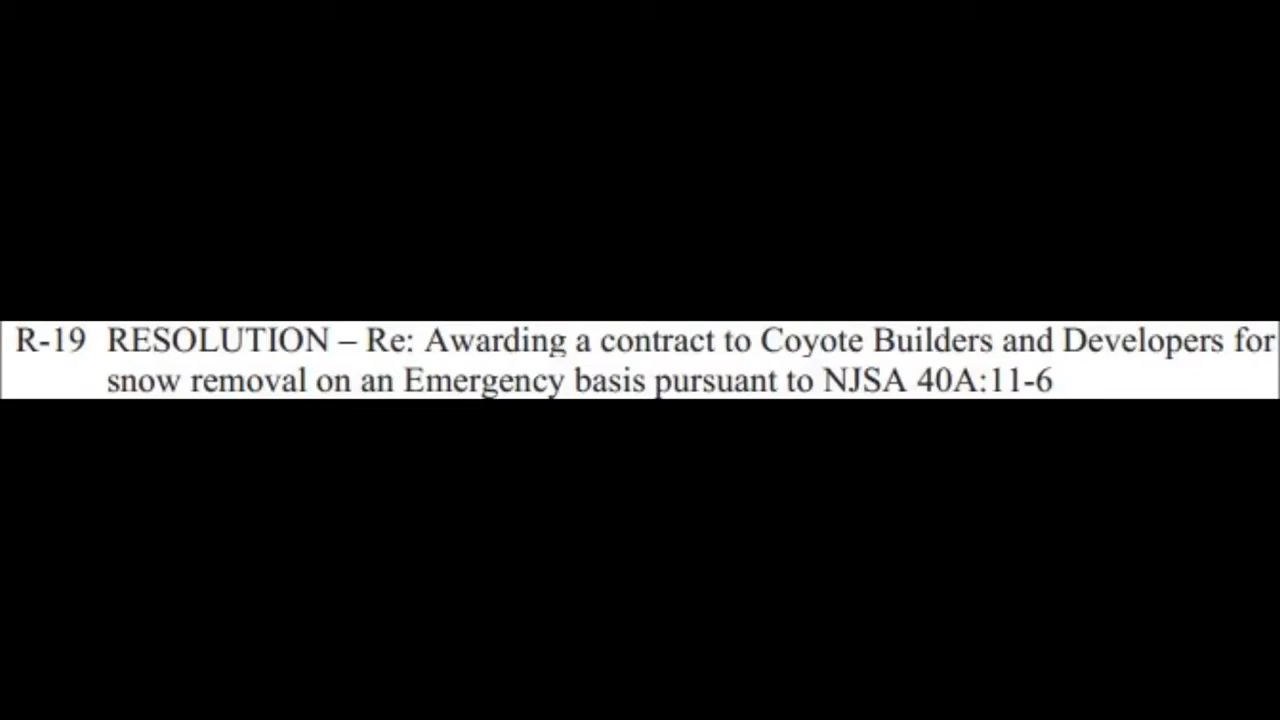 R-19 RESOLUTION – Re: Awarding a contract to Coyote Builders and Developers for
snow removal on an Emergency basis pursuant to NJSA 40A:11-6